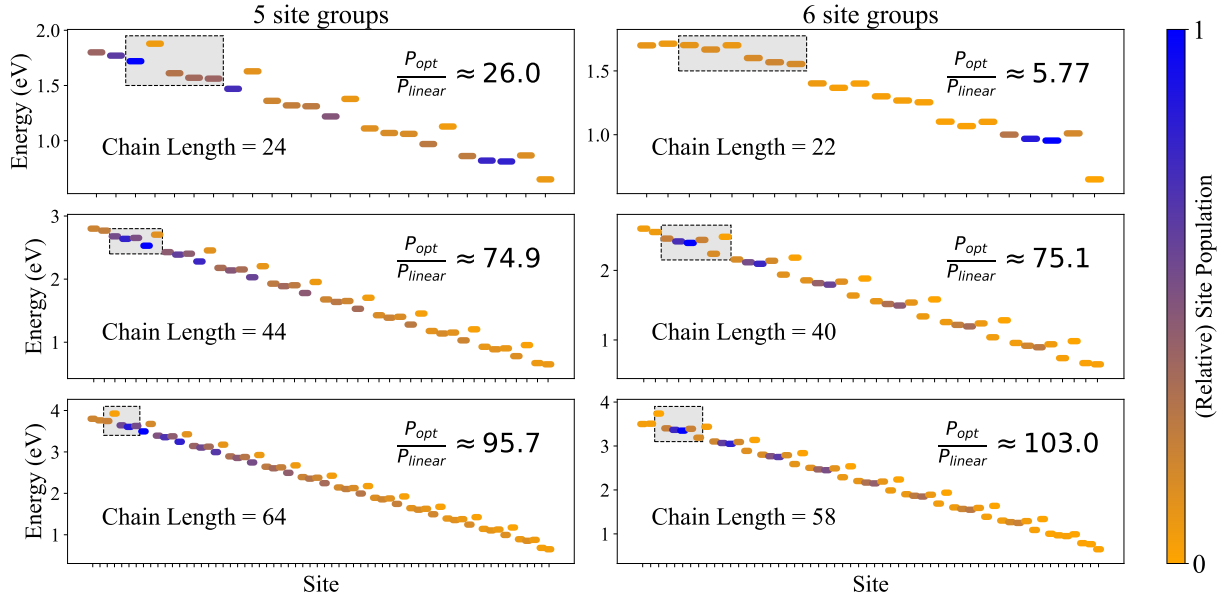 5 site groups
6 site groups
Energy (eV)
2.0
1.5
1.0
P_opt / P_linear ≈ 26.0
Chain Length = 24
1.5
1.0
P_opt / P_linear ≈ 5.77
Chain Length = 22
Energy (eV)
3
2
1
P_opt / P_linear ≈ 74.9
Chain Length = 44
2
1
P_opt / P_linear ≈ 75.1
Chain Length = 40
Energy (eV)
4
3
2
1
P_opt / P_linear ≈ 95.7
Chain Length = 64
Site
4
3
2
1
P_opt / P_linear ≈ 103.0
Chain Length = 58
Site
1
(Relative) Site Population
0